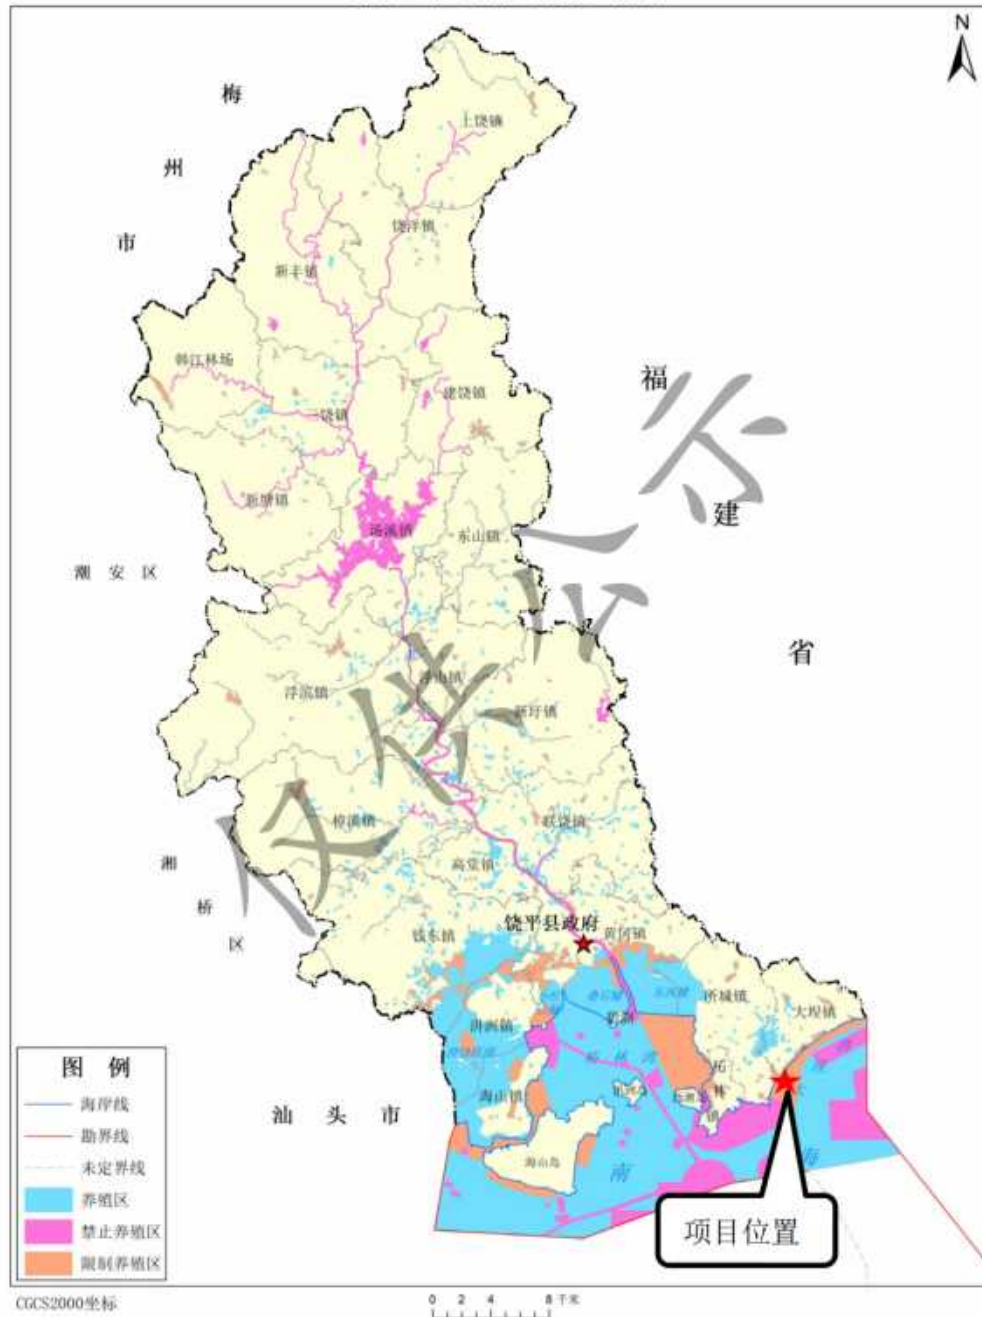 N
梅
州
市
上饶镇
饶洋镇
新丰镇
韩江林场
三饶镇
建饶镇
新塘镇
汤溪镇
东山镇
福
建
省
潮安区
浮滨镇
浮山镇
新圩镇
樟溪镇
联饶镇
高堂镇
湘
桥
区
钱东镇
饶平县政府
黄冈镇
所城镇
大埕镇
洪洲镇
柘
林
镇
柘林湾
海山镇
海山岛
汕头市
南
海
项目位置
图例
海岸线
勘界线
未定界线
养殖区
禁止养殖区
限制养殖区
CGCS2000坐标
0 2 4 8千米